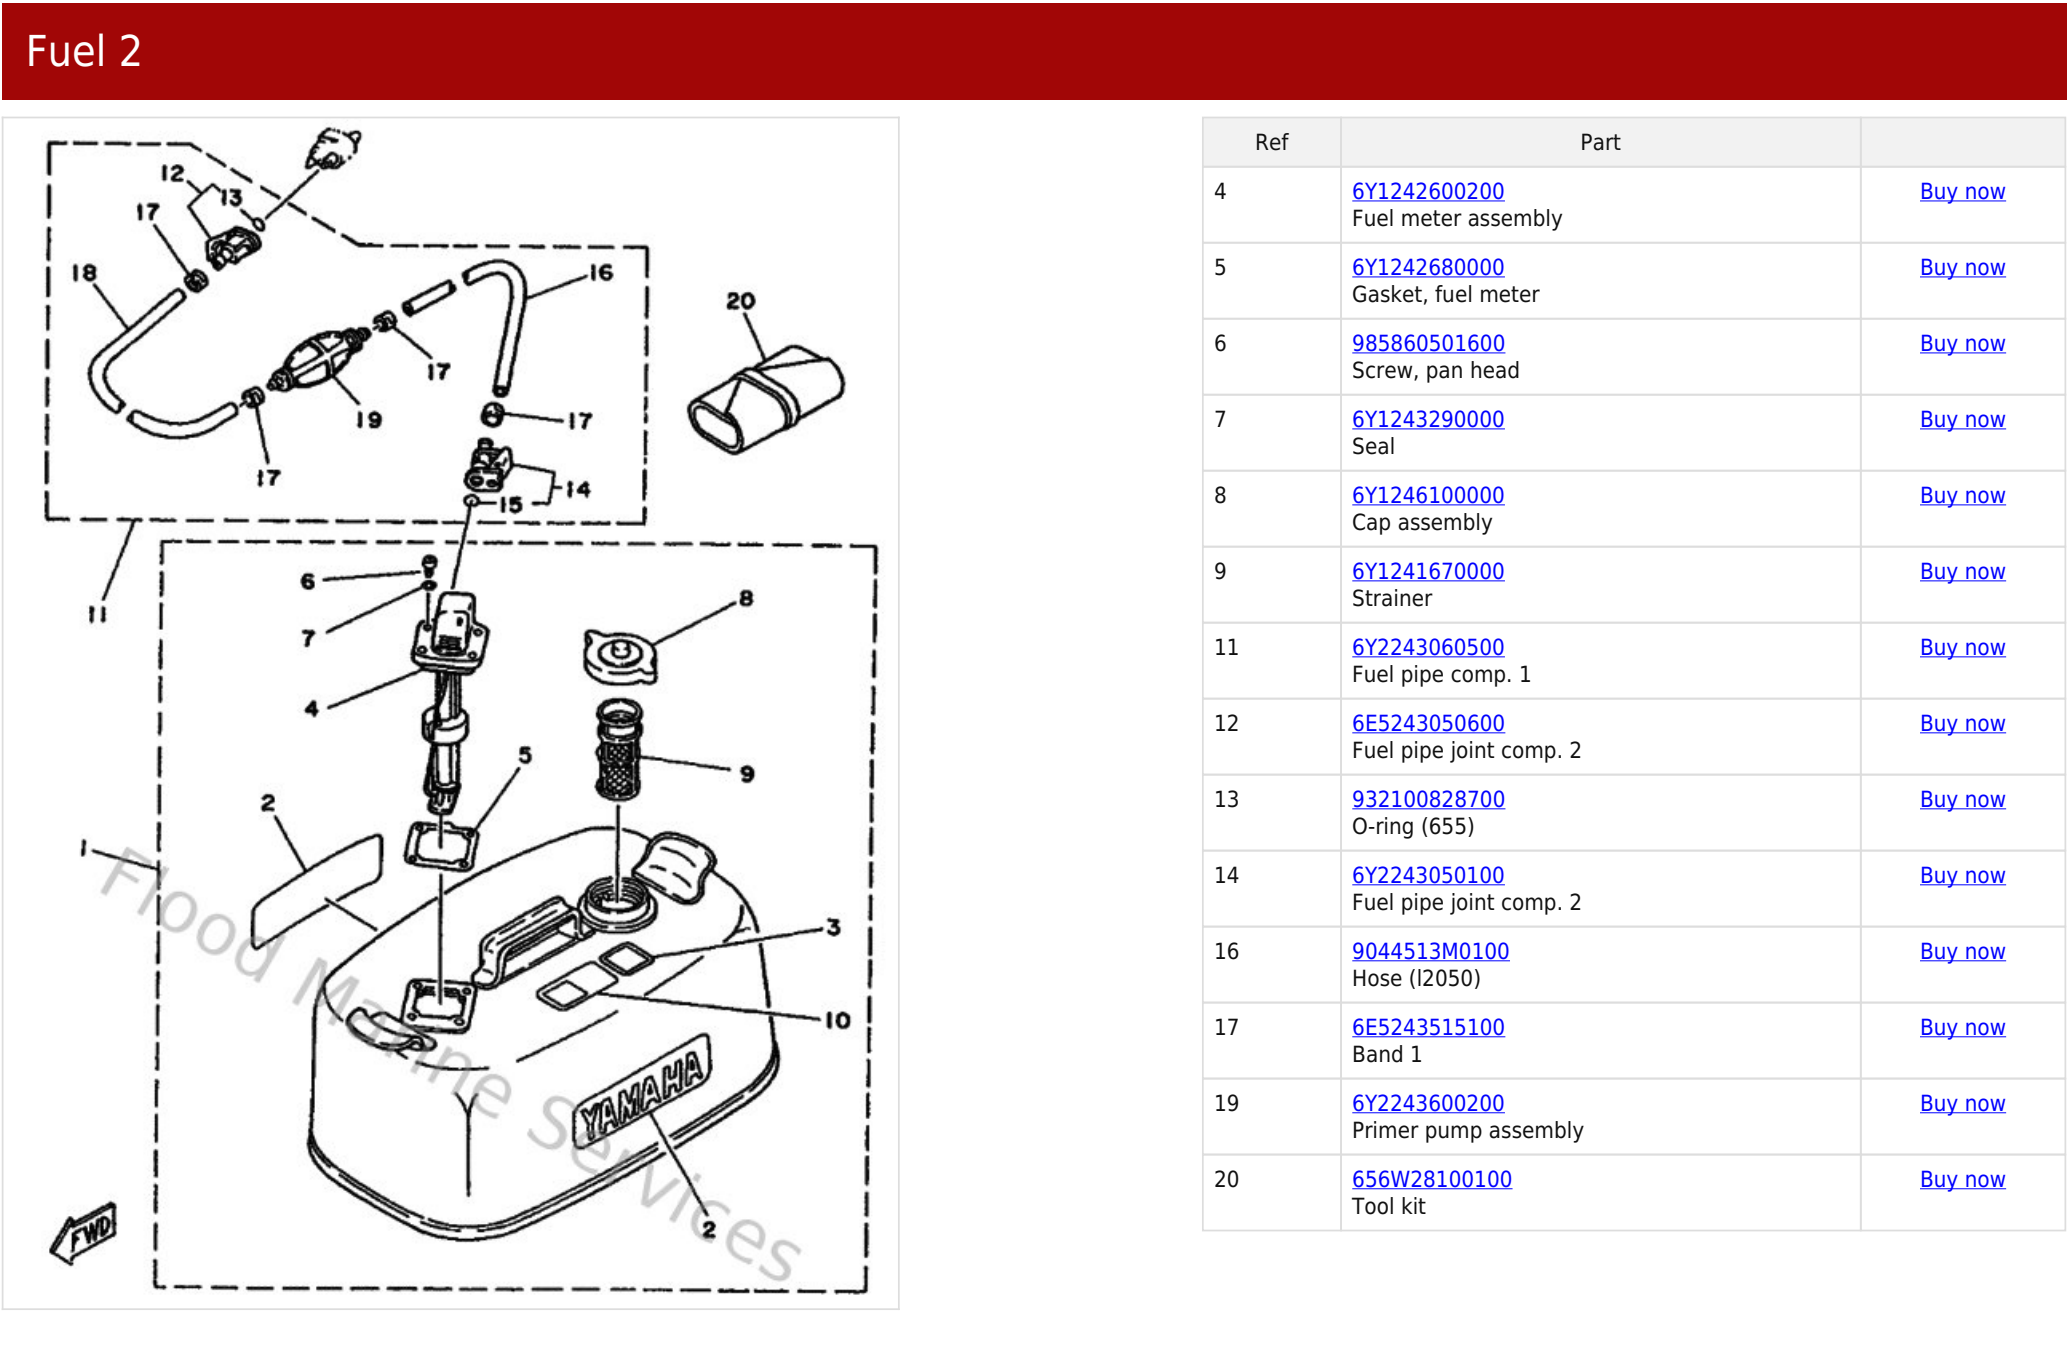 Fuel 2
12
13
17
18
16
20
17
19
17
17
14
15
6
11
8
7
4
5
9
2
1
3
10
YAMAHA
2
FWD
Flood Marine Services
Ref Part
4 6Y1242600200 Buy now
Fuel meter assembly
5 6Y1242680000 Buy now
Gasket, fuel meter
6 985860501600 Buy now
Screw, pan head
7 6Y1243290000 Buy now
Seal
8 6Y1246100000 Buy now
Cap assembly
9 6Y1241670000 Buy now
Strainer
11 6Y2243060500 Buy now
Fuel pipe comp. 1
12 6E5243050600 Buy now
Fuel pipe joint comp. 2
13 932100828700 Buy now
O-ring (655)
14 6Y2243050100 Buy now
Fuel pipe joint comp. 2
16 9044513M0100 Buy now
Hose (l2050)
17 6E5243515100 Buy now
Band 1
19 6Y2243600200 Buy now
Primer pump assembly
20 656W28100100 Buy now
Tool kit